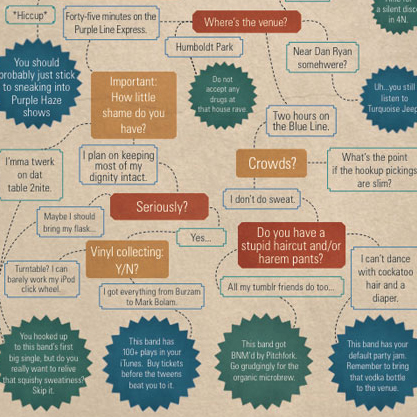 *Hiccup*
Forty-five minutes on the
Purple Line Express.
Where's the venue?
a silent disco
in 4N.
Humboldt Park
Near Dan Ryan
somehwere?
You should
probably just stick
to sneaking into
Purple Haze
shows
Important:
How little
shame do you
have?
Do not
accept any
drugs at
that house rave.
Uh...you still
listen to
Turquoise Jeep
Two hours on
the Blue Line.
I'mma twerk
on dat
table 2nite.
I plan on keeping
most of my
dignity intact.
Crowds?
What's the point
if the hookup pickings
are slim?
I don't do sweat.
Seriously?
Maybe I should
bring my flask...
Yes...
Do you have a
stupid haircut and/or
harem pants?
Vinyl collecting:
Y/N?
I can't dance
with cockatoo
hair and a
diaper.
Turntable? I can
barely work my iPod
click wheel...
I got everything from Burzam
to Mark Bolam.
All my tumblr friends do too...
You hooked up
to this band's first
big single, but do you
really want to relive
that squishy sweatiness?
Skip it.
This band has
100+ plays in your
iTunes. Buy tickets
before the tweens
beat you to it.
This band got
BNM'd by Pitchfork.
Go grudgingly for the
organic microbrew.
This band has your
default party jam.
Remember to bring
that vodka bottle
to the venue.